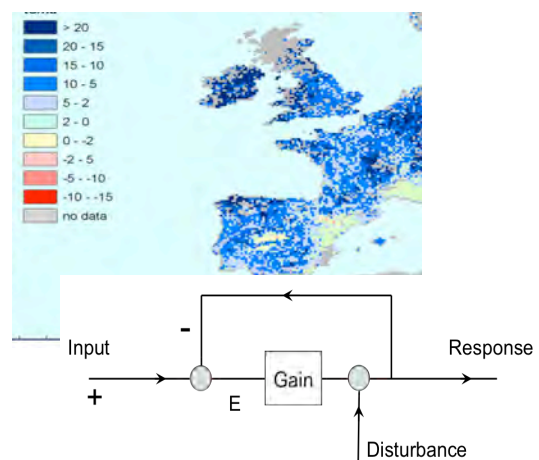 > 20
20 - 15
15 - 10
10 - 5
5 - 2
2 - 0
0 - -2
-2 - 5
-5 - -10
-10 - -15
no data
-
Input
Response
+
E
Gain
Disturbance